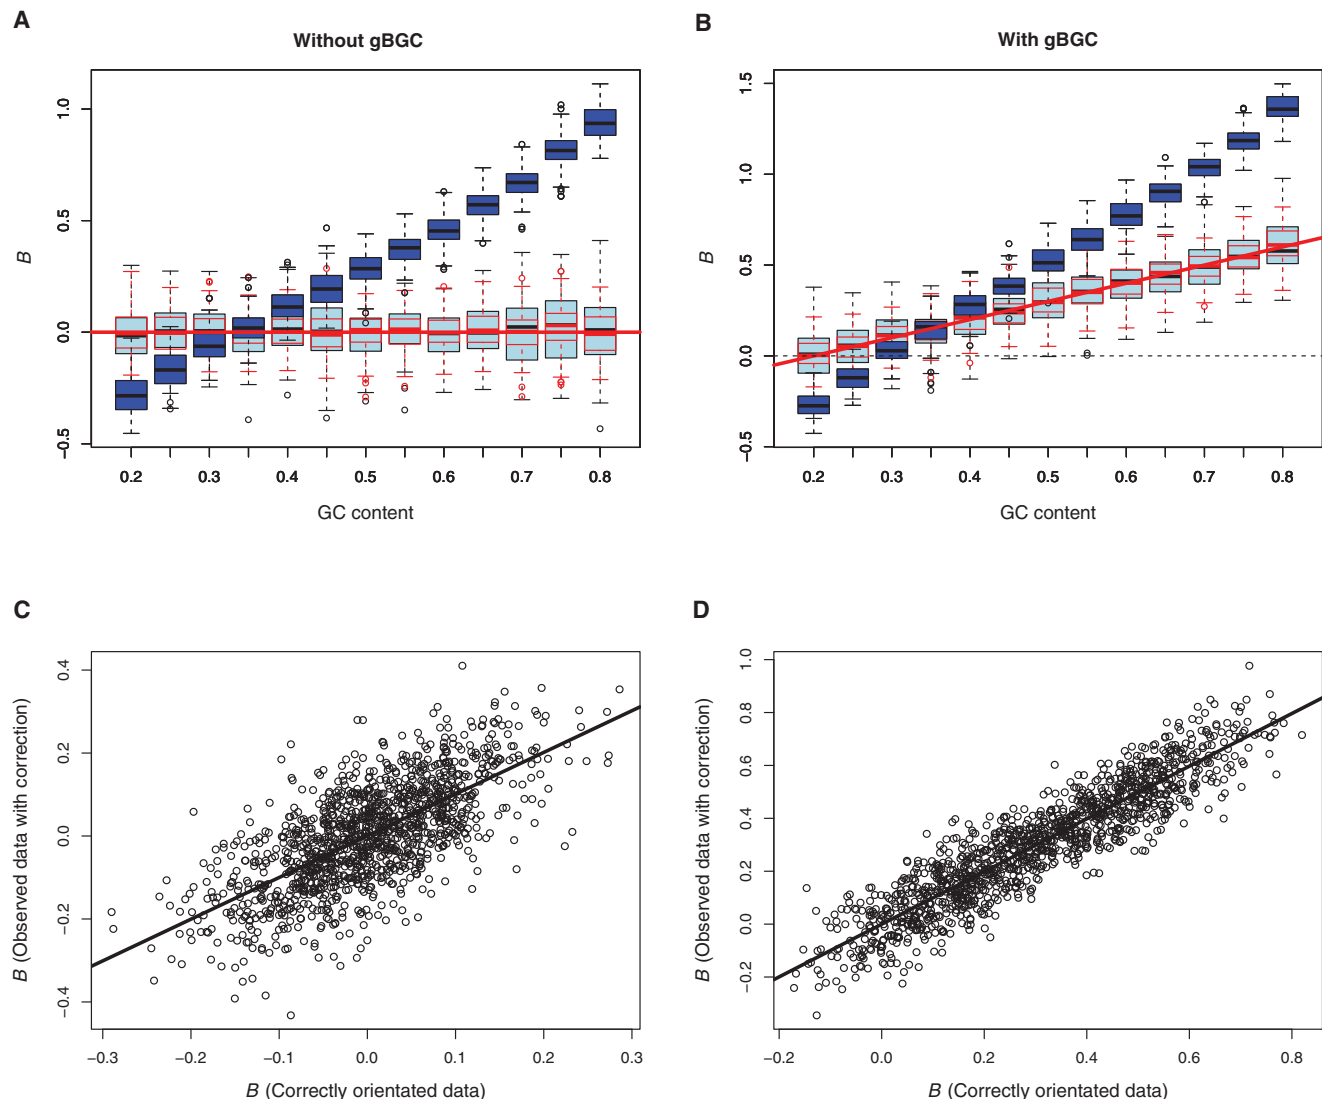 A
Without gBGC
1.0
0.5
0.0
−0.5
B
0.2 0.3 0.4 0.5 0.6 0.7 0.8
GC content
B
With gBGC
1.5
1.0
0.5
0.0
−0.5
B
0.2 0.3 0.4 0.5 0.6 0.7 0.8
GC content
C
0.4
0.2
0.0
−0.2
−0.4
B (Observed data with correction)
−0.3 −0.2 −0.1 0.0 0.1 0.2 0.3
B (Correctly orientated data)
D
1.0
0.8
0.6
0.4
0.2
0.0
−0.2
B (Observed data with correction)
−0.2 0.0 0.2 0.4 0.6 0.8
B (Correctly orientated data)